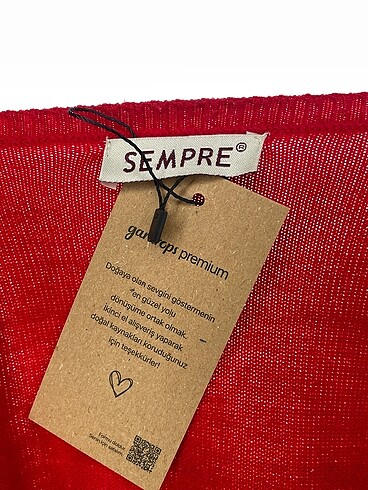 SEMPRE®
premium
Doğaya olan sevgini göstermenin
en güzel yolu
dönüşüme ortak olmak.
İkinci el alışveriş yaparak
doğal kaynakları koruduğunuz
için teşekkürler!